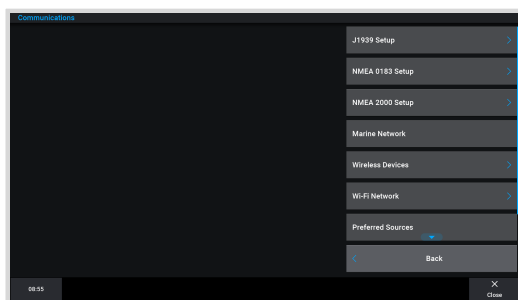 Communications
J1939 Setup
NMEA 0183 Setup
NMEA 2000 Setup
Marine Network
Wireless Devices
Wi-Fi Network
Preferred Sources
Back
08:55
Close